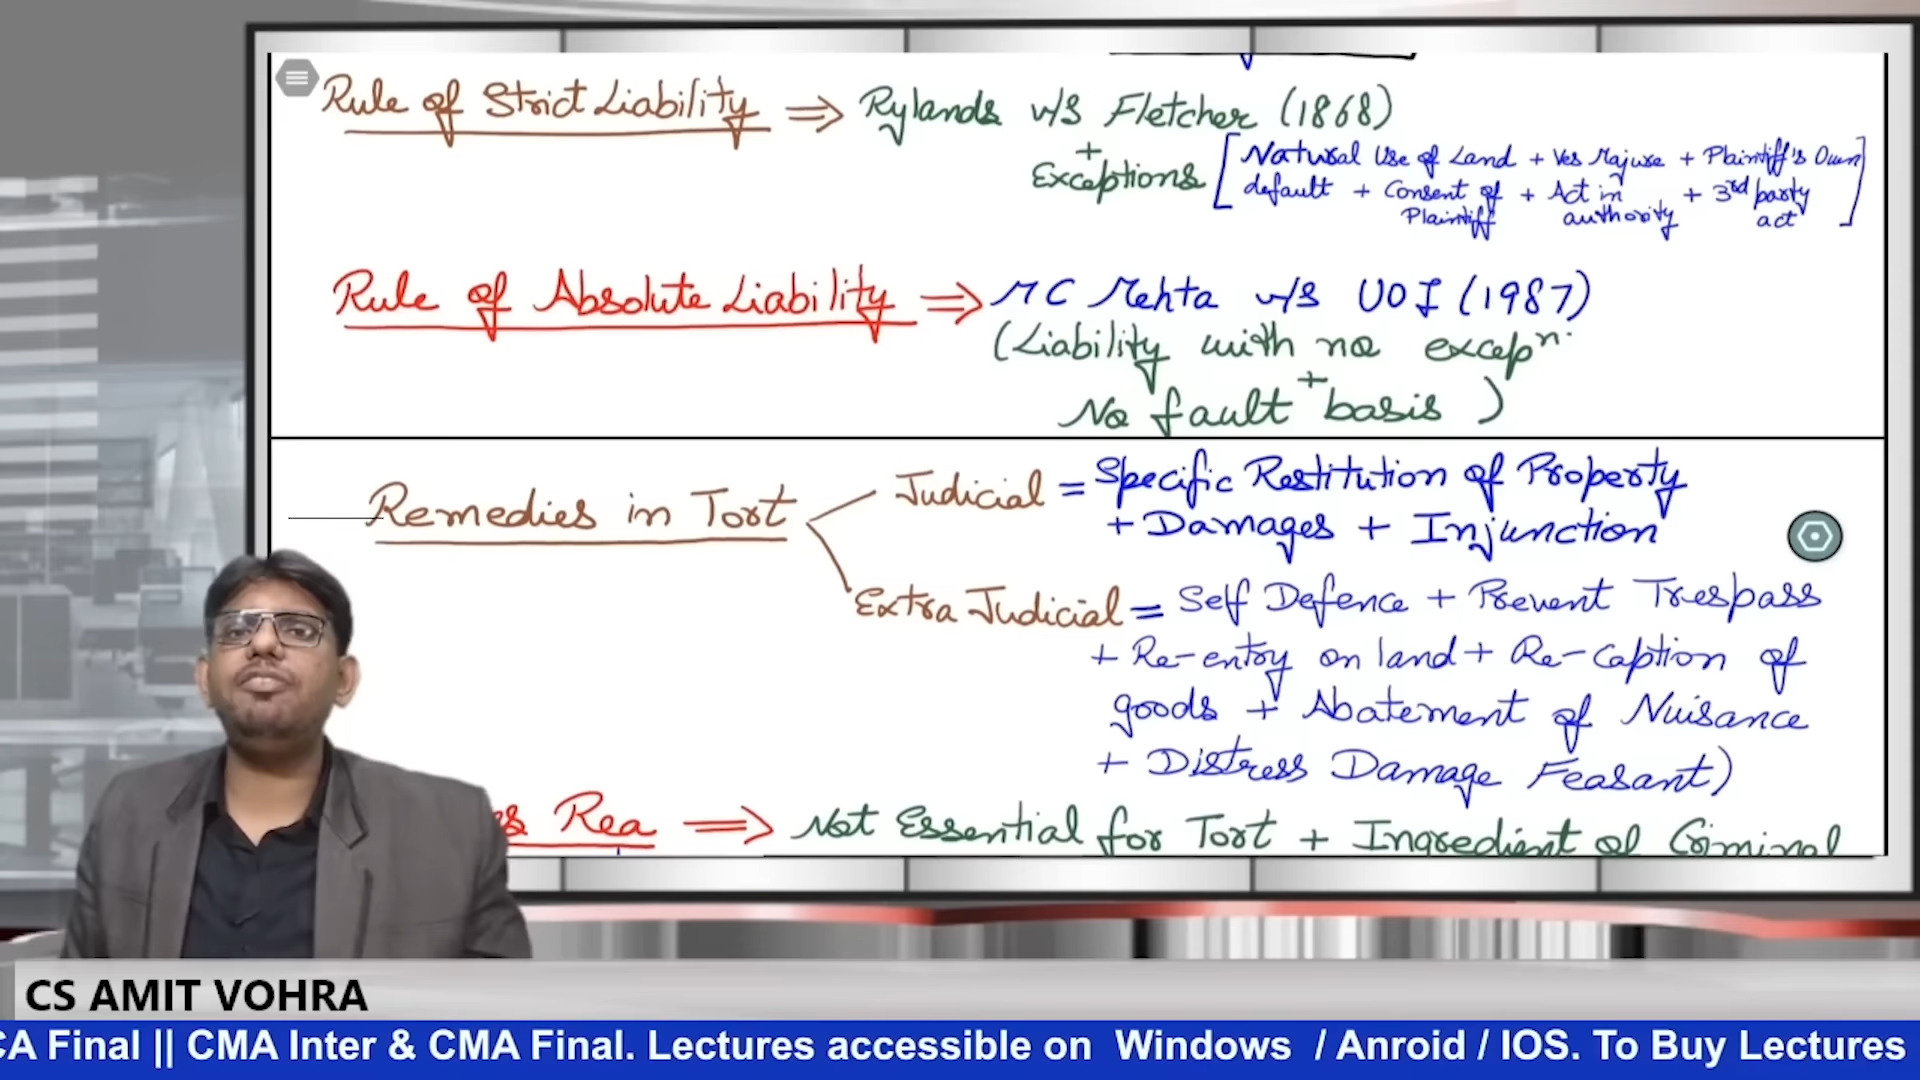 Rule of Strict Liability ⇒ Rylands v/s Fletcher (1868)
+
Exceptions [Natural Use of Land + Ves Majure + Plaintiff's Own
default + Consent of Plaintiff + Act in authority + 3rd party act]
Rule of Absolute Liability ⇒ MC Mehta v/s UOI (1987)
(Liability with no excepn.
+
No fault basis)
Remedies in Tort
Judicial = Specific Restitution of Property
+ Damages + Injunction
Extra Judicial = Self Defence + Prevent Trespass
+ Re-entry on land + Re-Caption of
goods + Abatement of Nuisance
+ Distress Damage Feasant)
Rea ⇒ Not Essential for Tort + Ingredient of Criminal
CS AMIT VOHRA
CA Final || CMA Inter & CMA Final. Lectures accessible on Windows / Anroid / IOS. To Buy Lectures